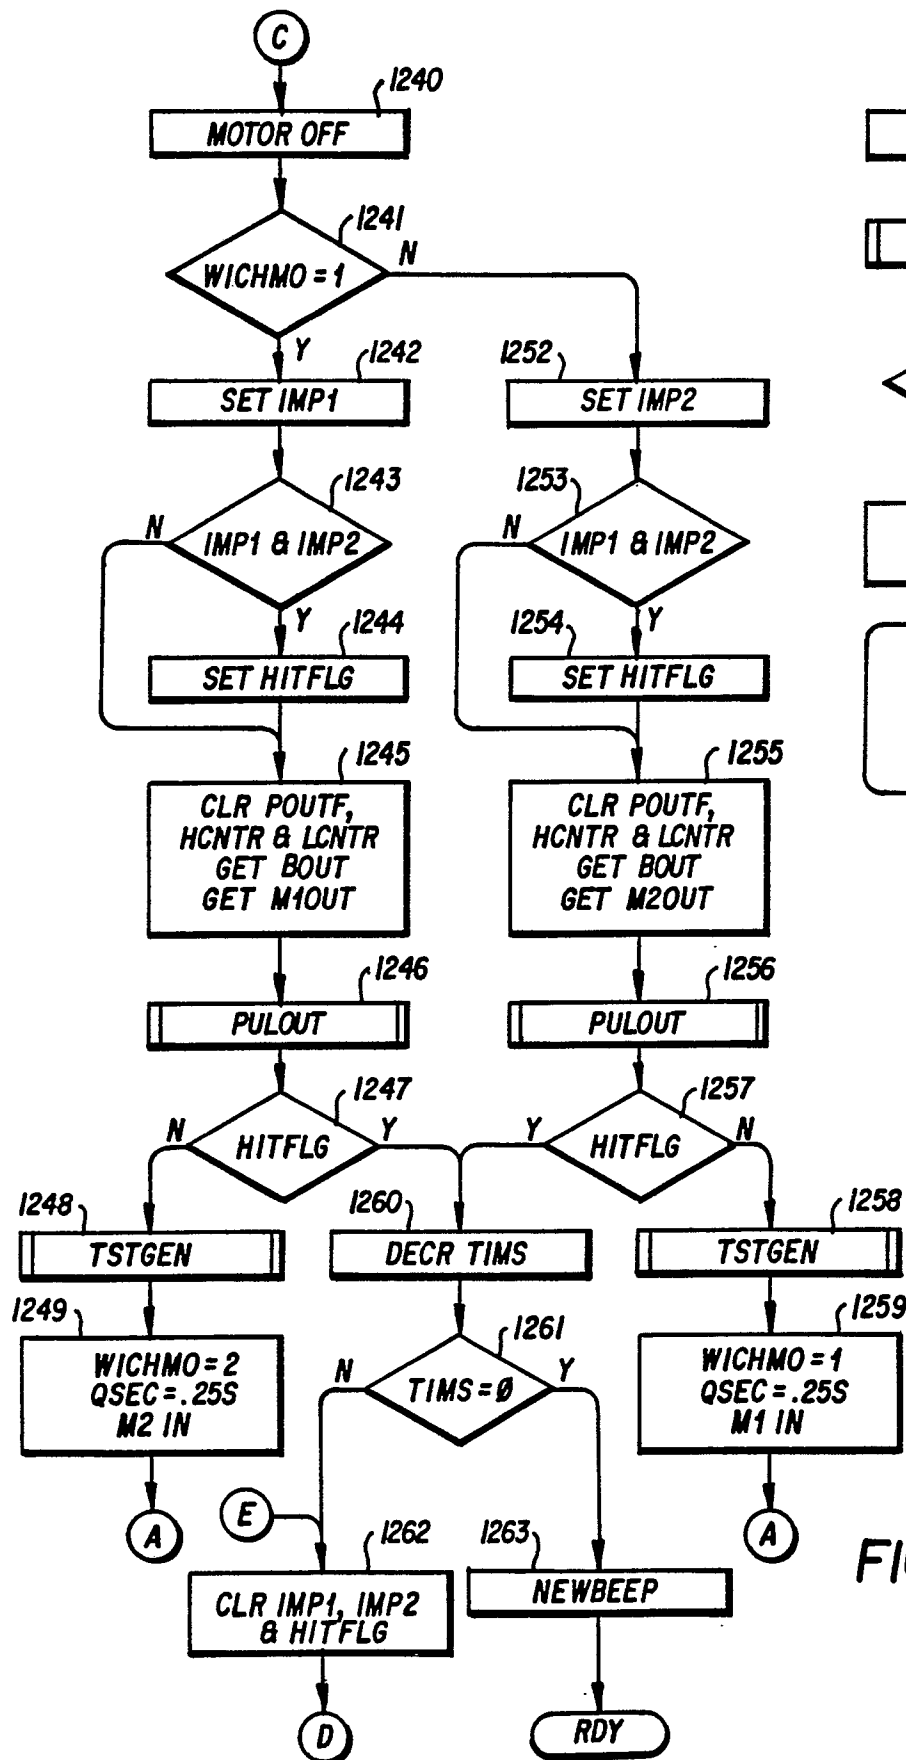 C
1240
MOTOR OFF
1241
WICHMO = 1
N
Y
1242
SET IMP1
1252
SET IMP2
1243
N
IMP1 & IMP2
Y
1253
N
IMP1 & IMP2
Y
1244
SET HITFLG
1254
SET HITFLG
1245
CLR POUTF,
HCNTR & LCNTR
GET BOUT
GET M1OUT
1255
CLR POUTF,
HCNTR & LCNTR
GET BOUT
GET M2OUT
1246
PULOUT
1256
PULOUT
1247
N
HITFLG
Y
1257
Y
HITFLG
N
1248
TSTGEN
1260
DECR TIMS
1258
TSTGEN
1249
WICHMO = 2
QSEC = .25S
M2 IN
1261
N
TIMS = Ø
Y
1259
WICHMO = 1
QSEC = .25S
M1 IN
A
E
A
1262
CLR IMP1, IMP2
& HITFLG
1263
NEWBEEP
D
RDY